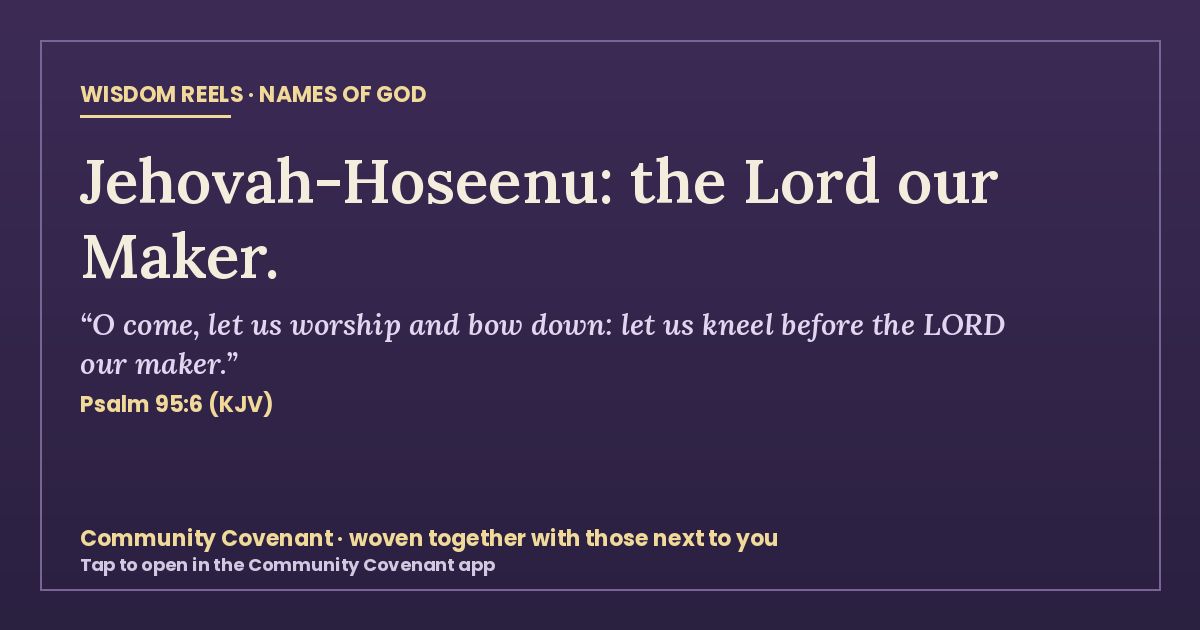 WISDOM REELS · NAMES OF GOD
Jehovah-Hoseenu: the Lord our
Maker.
“O come, let us worship and bow down: let us kneel before the LORD
our maker.”
Psalm 95:6 (KJV)
Community Covenant · woven together with those next to you
Tap to open in the Community Covenant app